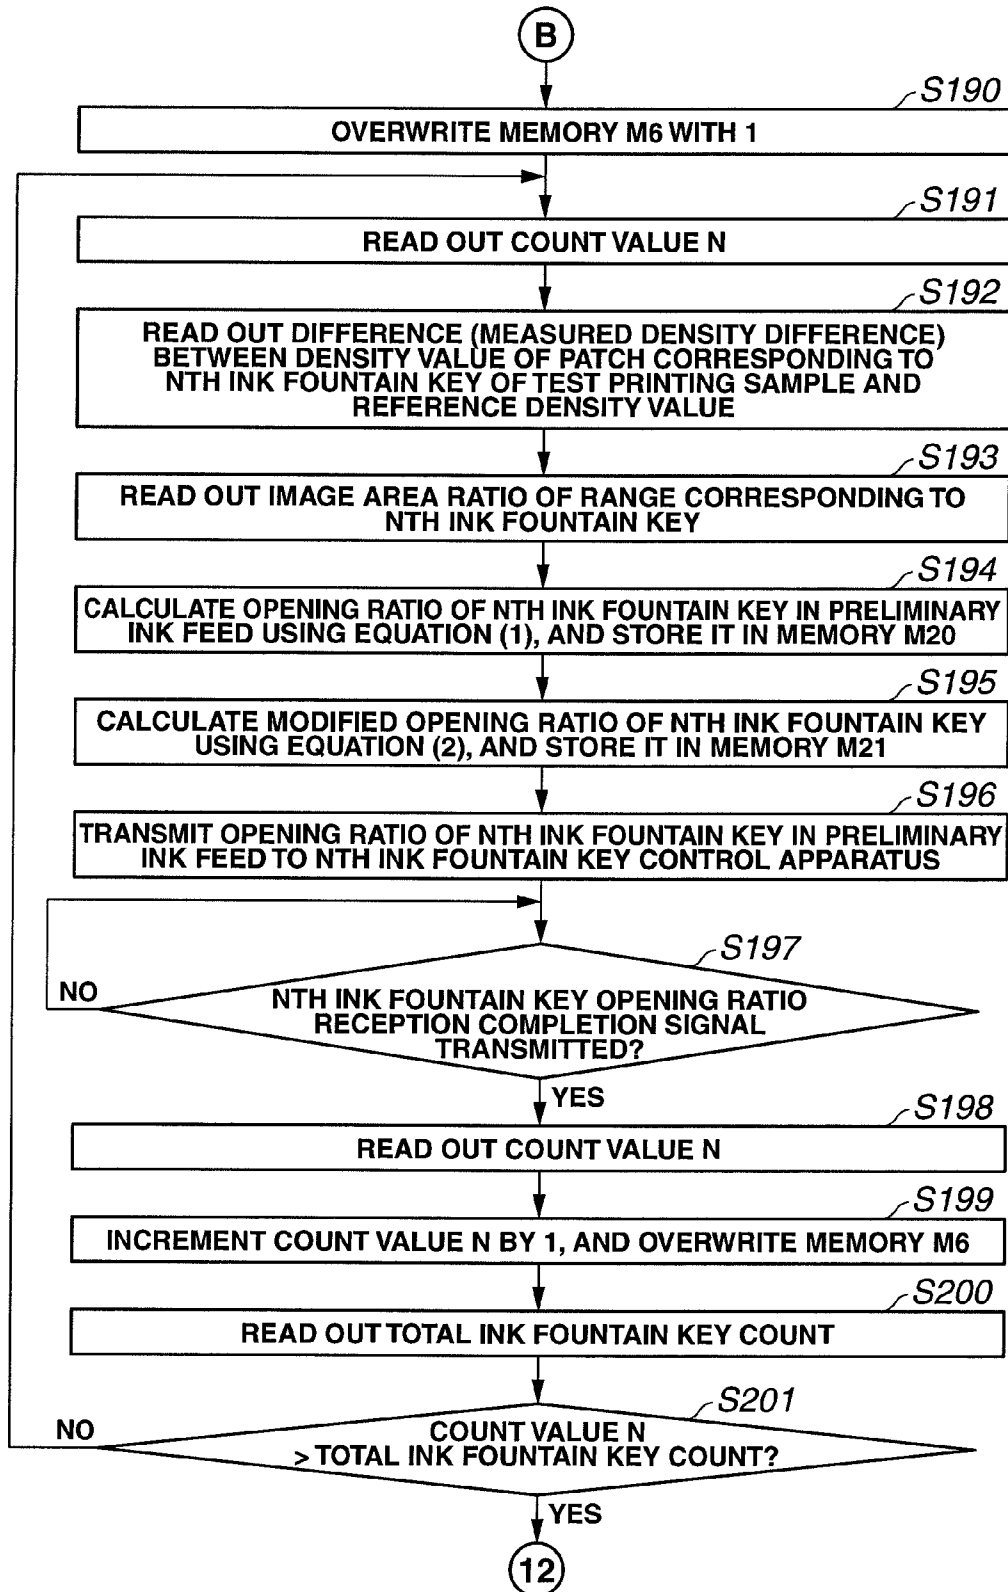 B
S190
OVERWRITE MEMORY M6 WITH 1
S191
READ OUT COUNT VALUE N
S192
READ OUT DIFFERENCE (MEASURED DENSITY DIFFERENCE)
BETWEEN DENSITY VALUE OF PATCH CORRESPONDING TO
NTH INK FOUNTAIN KEY OF TEST PRINTING SAMPLE AND
REFERENCE DENSITY VALUE
S193
READ OUT IMAGE AREA RATIO OF RANGE CORRESPONDING TO
NTH INK FOUNTAIN KEY
S194
CALCULATE OPENING RATIO OF NTH INK FOUNTAIN KEY IN PRELIMINARY
INK FEED USING EQUATION (1), AND STORE IT IN MEMORY M20
S195
CALCULATE MODIFIED OPENING RATIO OF NTH INK FOUNTAIN KEY
USING EQUATION (2), AND STORE IT IN MEMORY M21
S196
TRANSMIT OPENING RATIO OF NTH INK FOUNTAIN KEY IN PRELIMINARY
INK FEED TO NTH INK FOUNTAIN KEY CONTROL APPARATUS
S197
NO
NTH INK FOUNTAIN KEY OPENING RATIO
RECEPTION COMPLETION SIGNAL
TRANSMITTED?
YES
S198
READ OUT COUNT VALUE N
S199
INCREMENT COUNT VALUE N BY 1, AND OVERWRITE MEMORY M6
S200
READ OUT TOTAL INK FOUNTAIN KEY COUNT
S201
NO
COUNT VALUE N
> TOTAL INK FOUNTAIN KEY COUNT?
YES
12